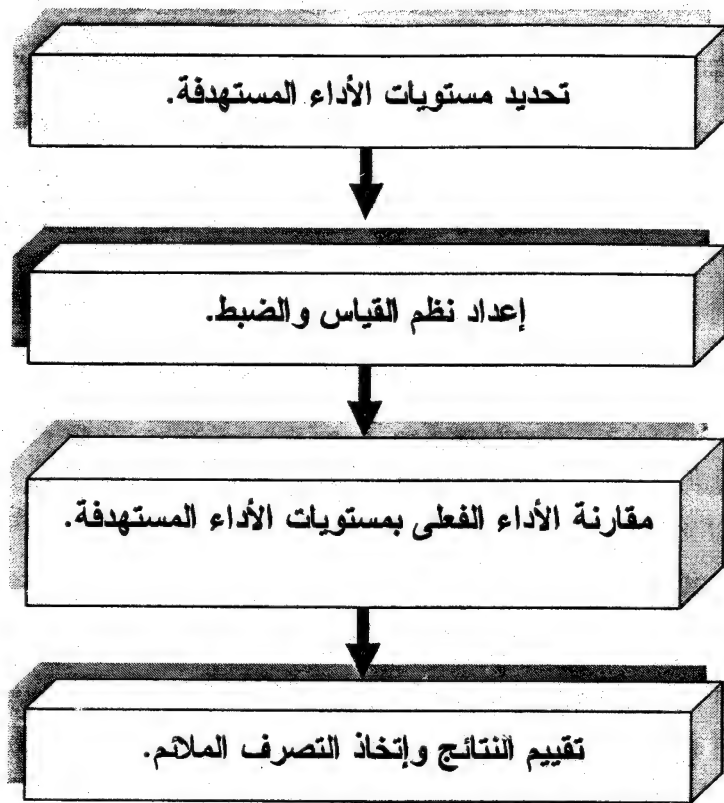 تحديد مستويات الأداء المستهدفة.
إعداد نظم القياس والضبط.
مقارنة الأداء الفعلى بمستويات الأداء المستهدفة.
تقييم النتائج وإتخاذ التصرف الملائم.